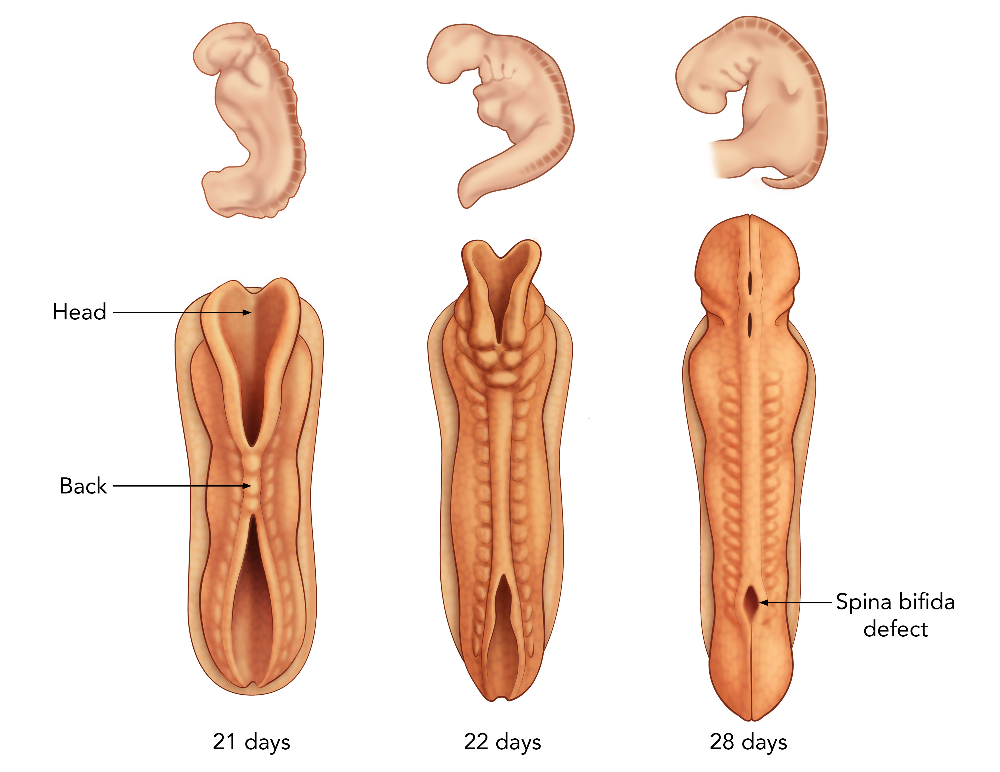 Head
Back
Spina bifida
defect
21 days
22 days
28 days